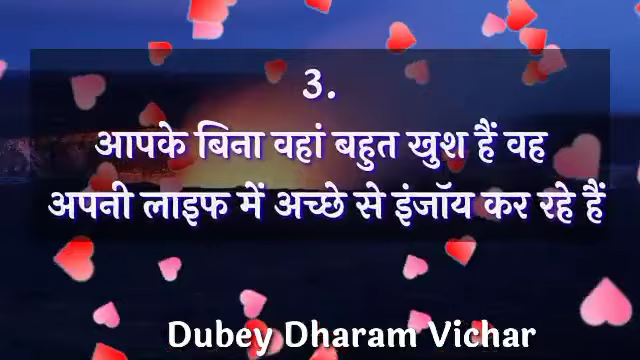 3.
आपके बिना वहां बहुत खुश हैं वह
अपनी लाइफ में अच्छे से इंजॉय कर रहे हैं
Dubey Dharam Vichar